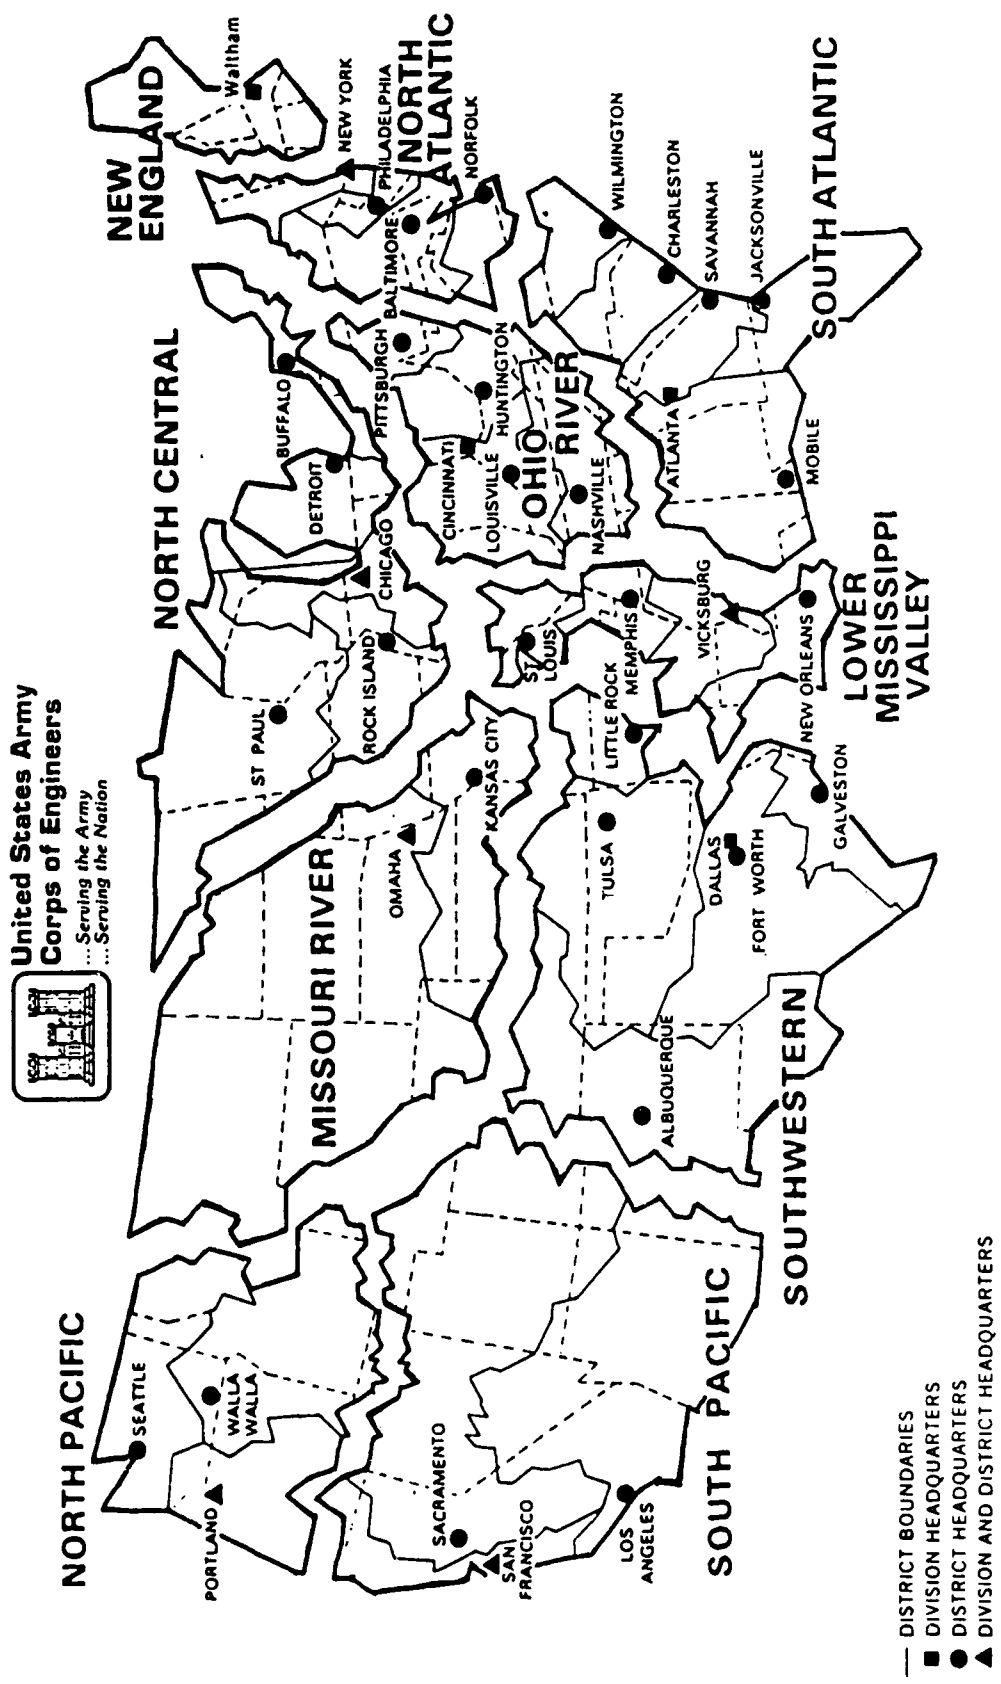 United States Army
Corps of Engineers
...Serving the Army
...Serving the Nation
NORTH PACIFIC
SEATTLE
WALLA
WALLA
PORTLAND
SOUTH PACIFIC
SACRAMENTO
SAN
FRANCISCO
LOS
ANGELES
MISSOURI RIVER
OMAHA
KANSAS CITY
SOUTHWESTERN
ALBUQUERQUE
TULSA
LITTLE ROCK
DALLAS
FORT WORTH
GALVESTON
NORTH CENTRAL
ST PAUL
ROCK ISLAND
CHICAGO
DETROIT
BUFFALO
LOWER
MISSISSIPPI
VALLEY
ST
LOUIS
MEMPHIS
VICKSBURG
NEW ORLEANS
OHIO
RIVER
PITTSBURGH
HUNTINGTON
CINCINNATI
LOUISVILLE
NASHVILLE
NEW
ENGLAND
Waltham
NORTH
ATLANTIC
NEW YORK
PHILADELPHIA
BALTIMORE
NORFOLK
SOUTH ATLANTIC
WILMINGTON
CHARLESTON
SAVANNAH
JACKSONVILLE
ATLANTA
MOBILE
DISTRICT BOUNDARIES
DIVISION HEADQUARTERS
DISTRICT HEADQUARTERS
DIVISION AND DISTRICT HEADQUARTERS